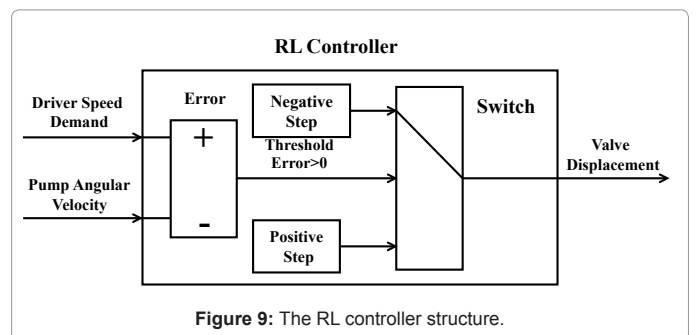 RL Controller
Driver Speed
Demand
Error
+
-
Negative
Step
Switch
Threshold
Error>0
Valve
Displacement
Pump Angular
Velocity
Positive
Step
Figure 9: The RL controller structure.